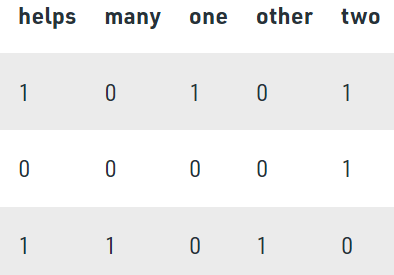 helps many one other two
1 0 1 0 1
0 0 0 0 1
1 1 0 1 0